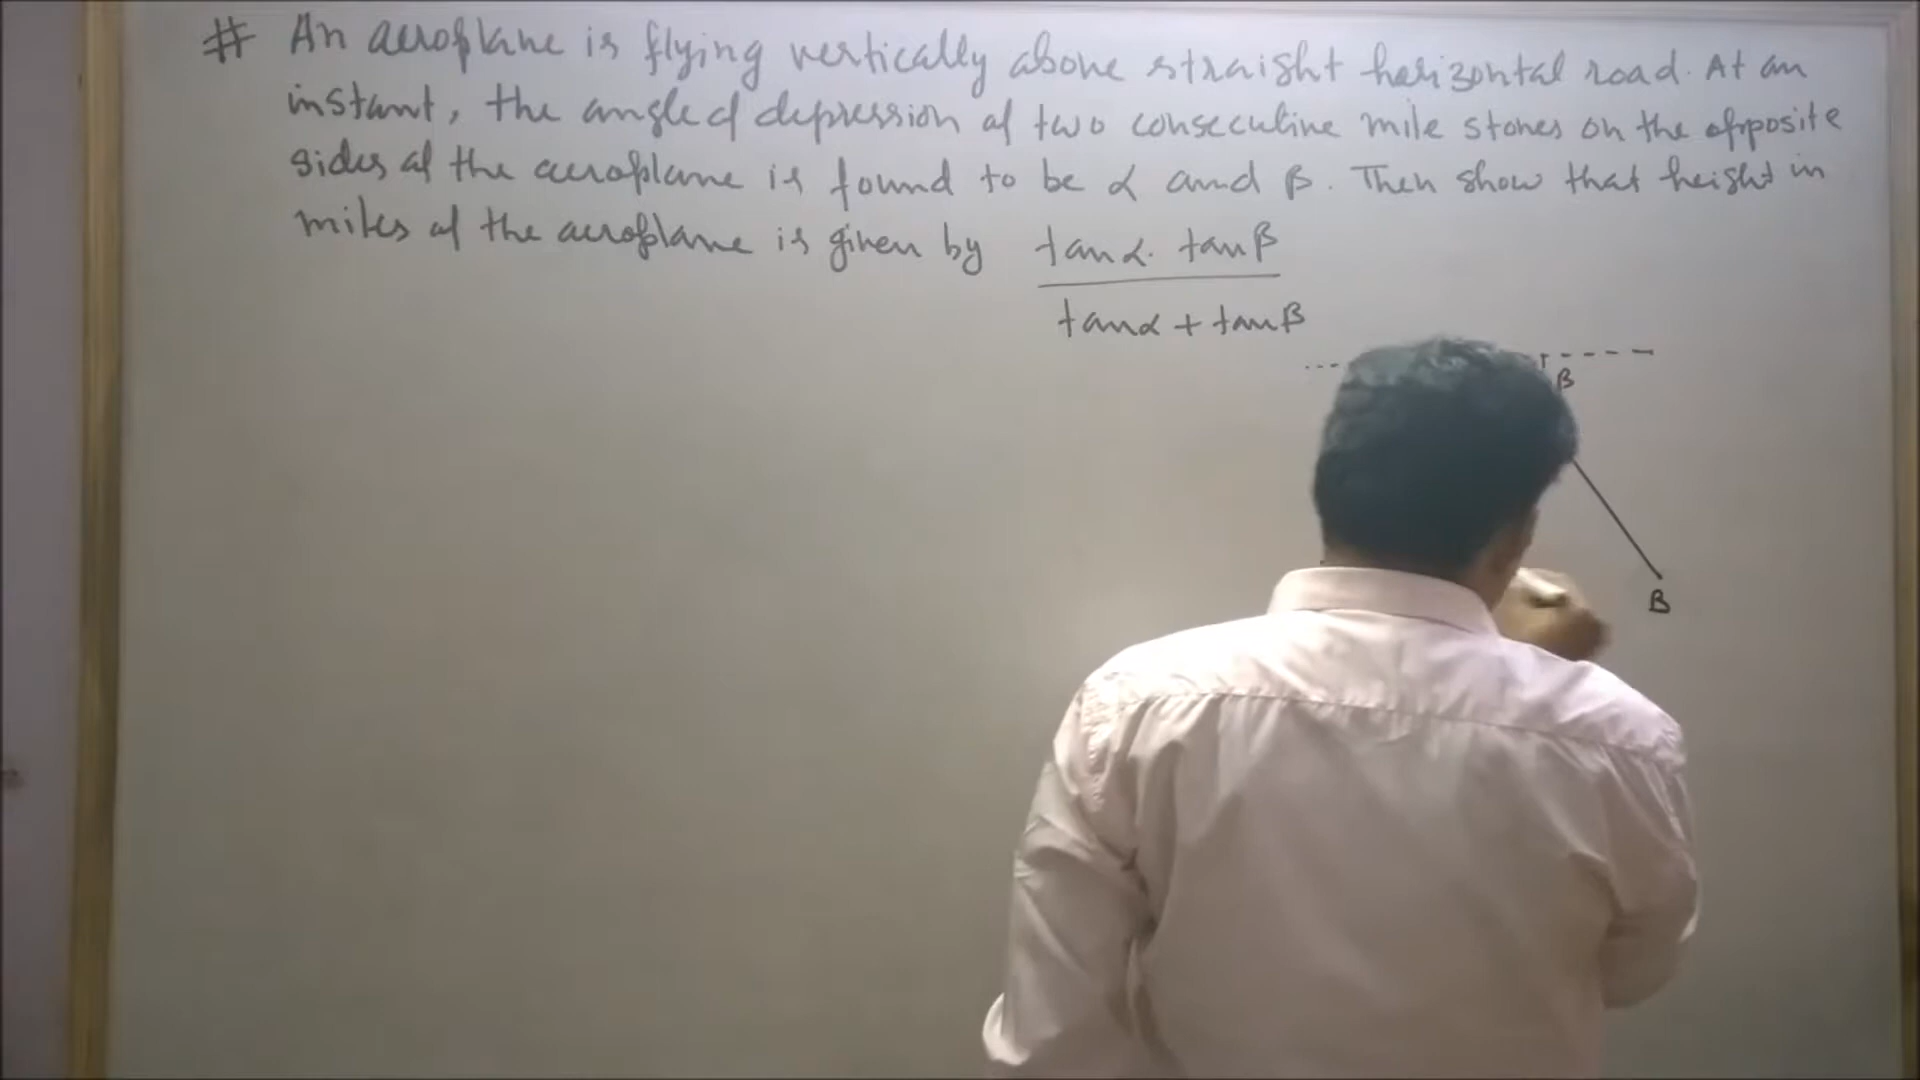 # An aeroplane is flying vertically above straight horizontal road. At an
instant, the angle of depression of two consecutive mile stones on the opposite
sides of the aeroplane is found to be α and β. Then show that height in
miles of the aeroplane is given by tanα. tanβ
tanα + tanβ
β
B